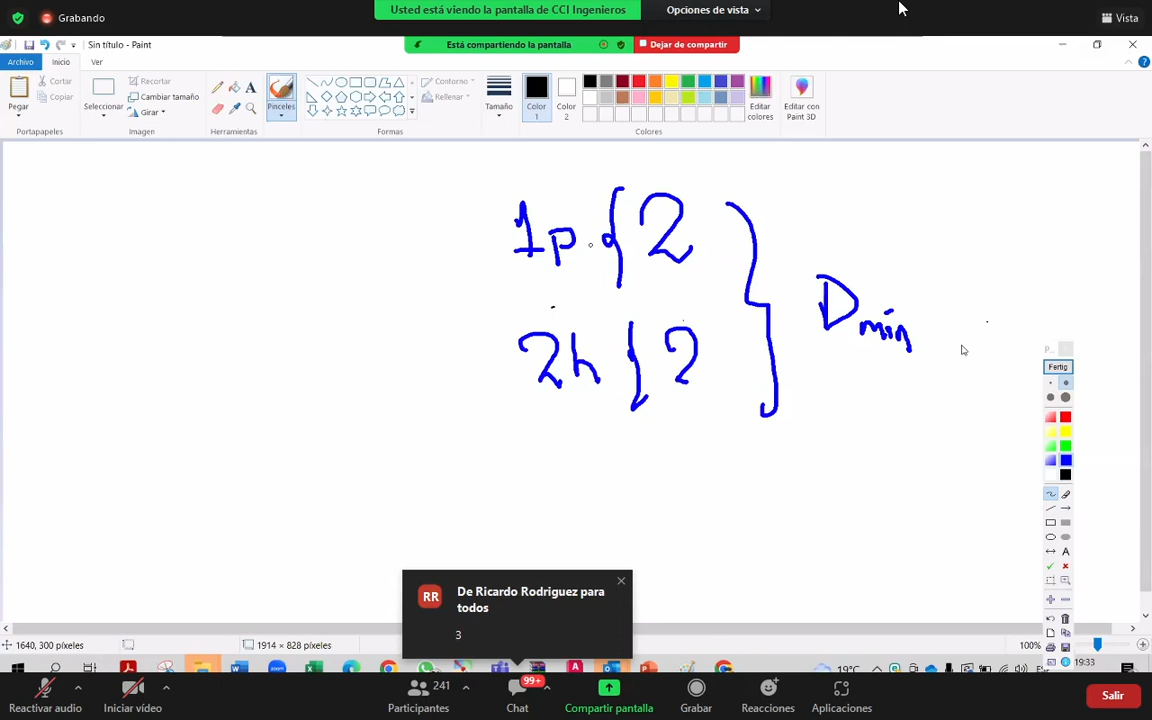 Grabando
Usted está viendo la pantalla de CCI Ingenieros
Opciones de vista
Vista
Sin título - Paint
Está compartiendo la pantalla
Dejar de compartir
Archivo
Inicio
Ver
Pegar
Cortar
Copiar
Portapapeles
Seleccionar
Recortar
Cambiar tamaño
Girar
Imagen
Herramientas
Pinceles
Formas
Contorno
Rellenar
Tamaño
Color 1
Color 2
Editar colores
Colores
Editar con Paint 3D
1p. { 2
2h { 2
} Dmín
P...
Fertig
A
RR
De Ricardo Rodriguez para todos
3
1640, 300 píxeles
1914 × 828 píxeles
100%
19°C
19:33
Reactivar audio
Iniciar vídeo
241
Participantes
99+
Chat
Compartir pantalla
Grabar
Reacciones
Aplicaciones
Salir